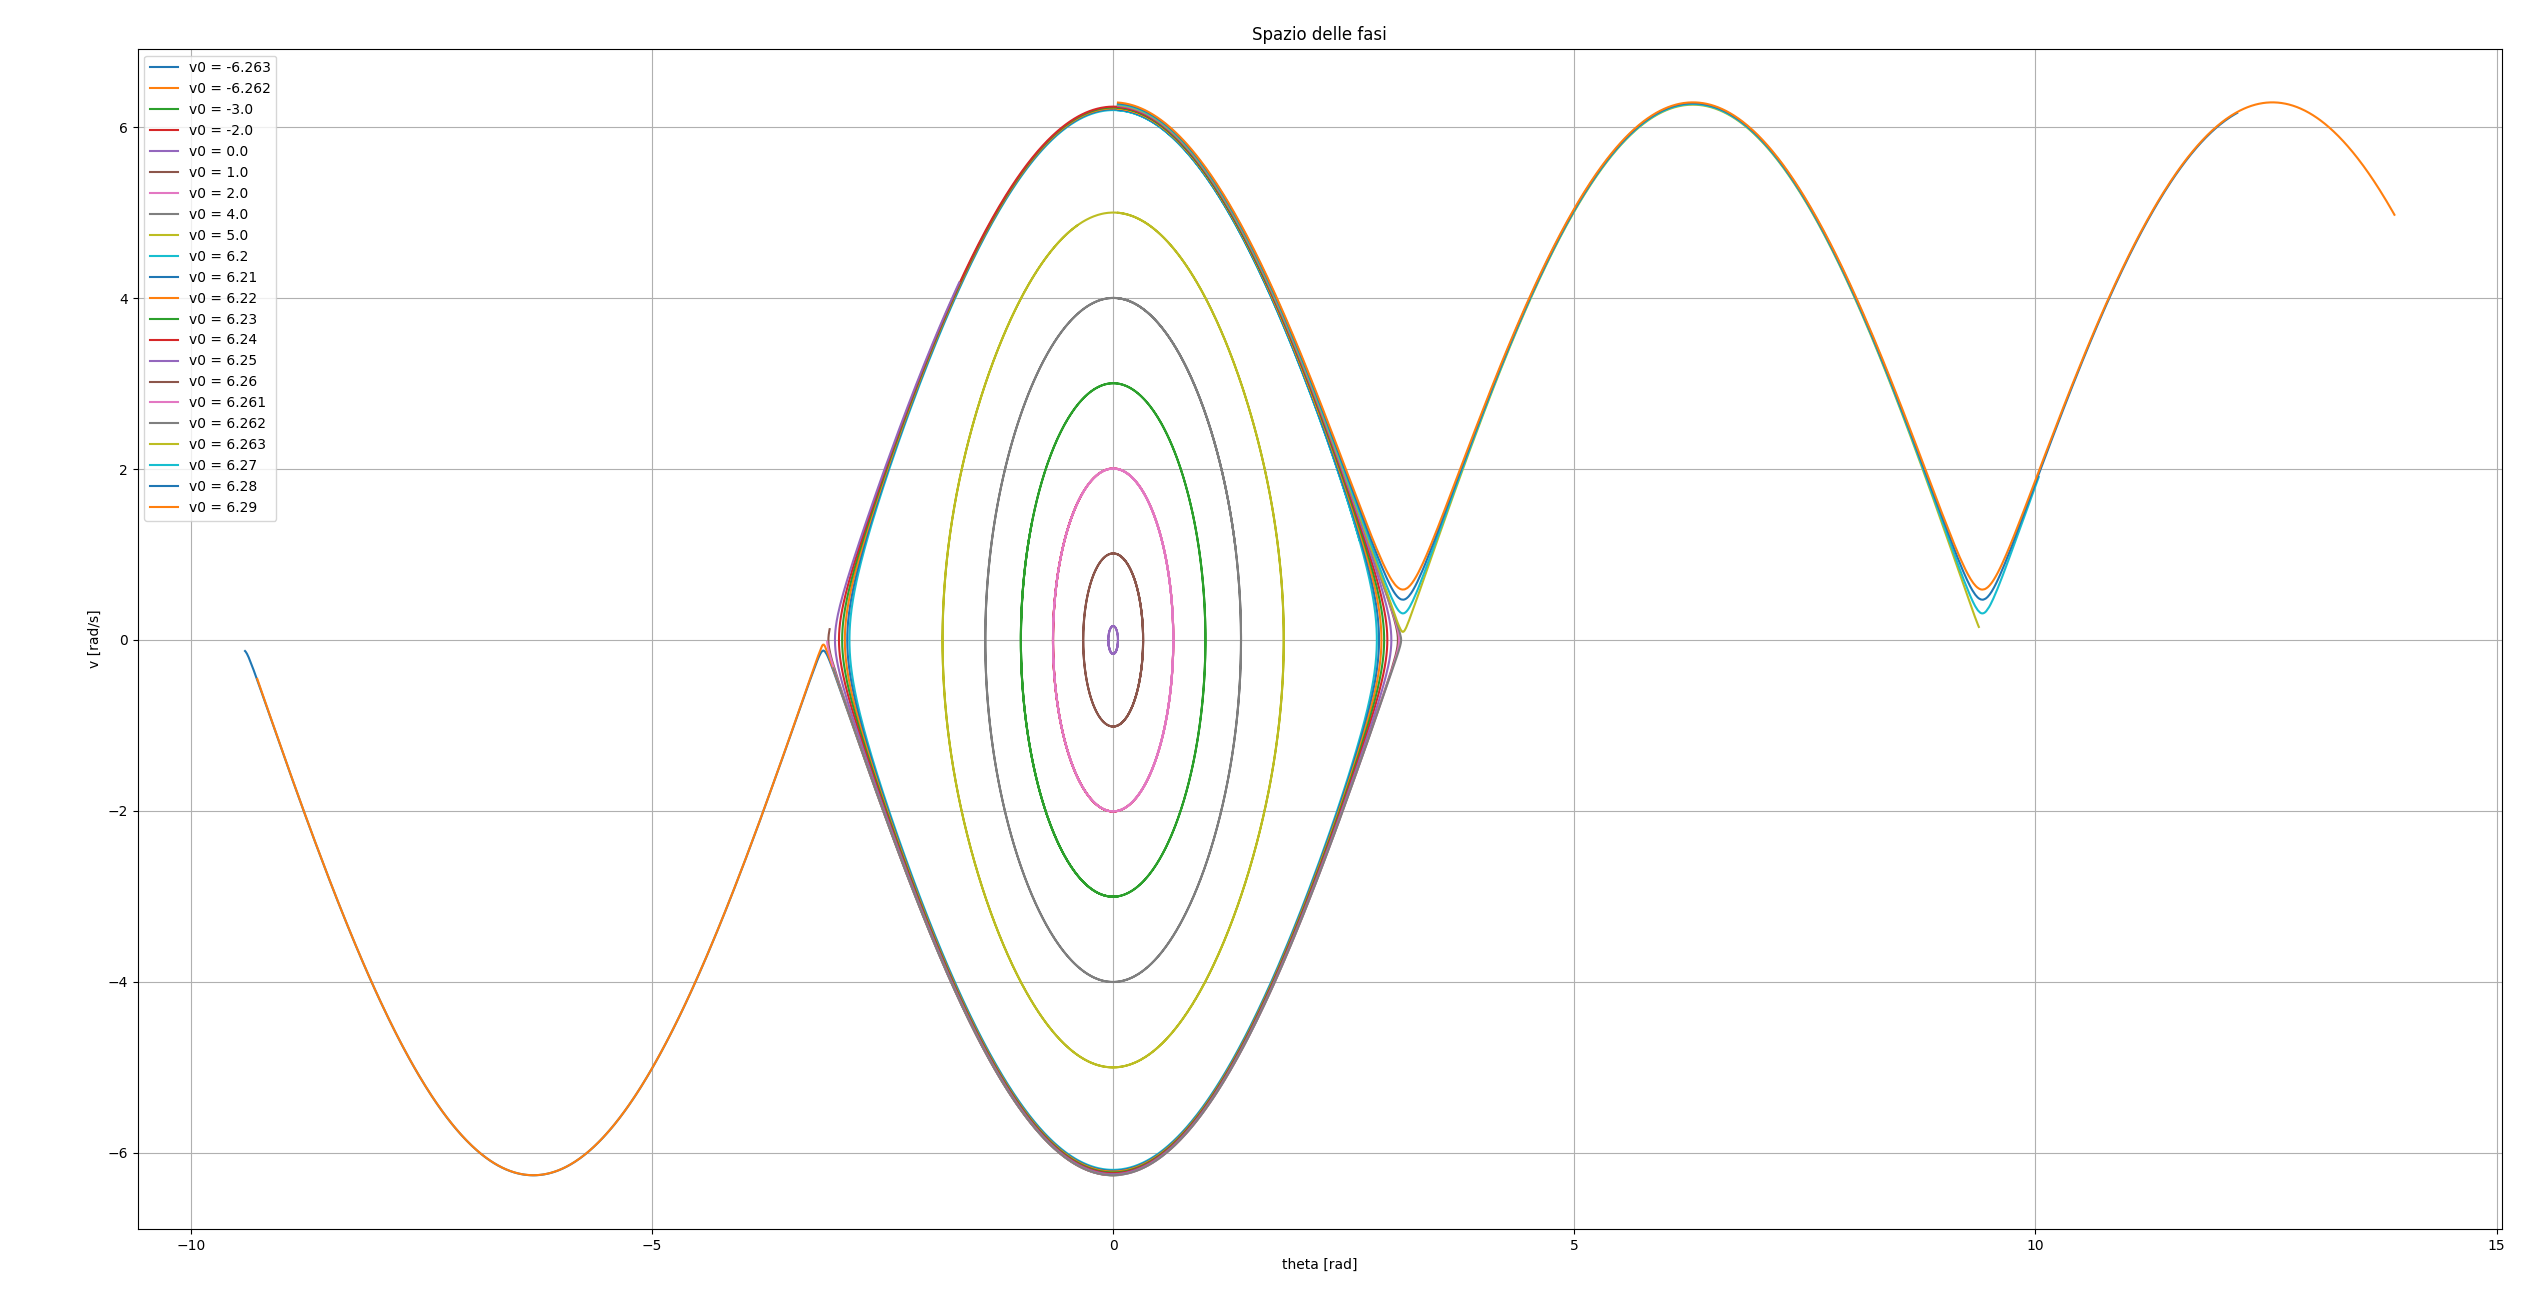 Spazio delle fasi
v0 = -6.263
v0 = -6.262
v0 = -3.0
v0 = -2.0
v0 = 0.0
v0 = 1.0
v0 = 2.0
v0 = 4.0
v0 = 5.0
v0 = 6.2
v0 = 6.21
v0 = 6.22
v0 = 6.23
v0 = 6.24
v0 = 6.25
v0 = 6.26
v0 = 6.261
v0 = 6.262
v0 = 6.263
v0 = 6.27
v0 = 6.28
v0 = 6.29
6
4
2
0
−2
−4
−6
v [rad/s]
−10
−5
0
5
10
15
theta [rad]